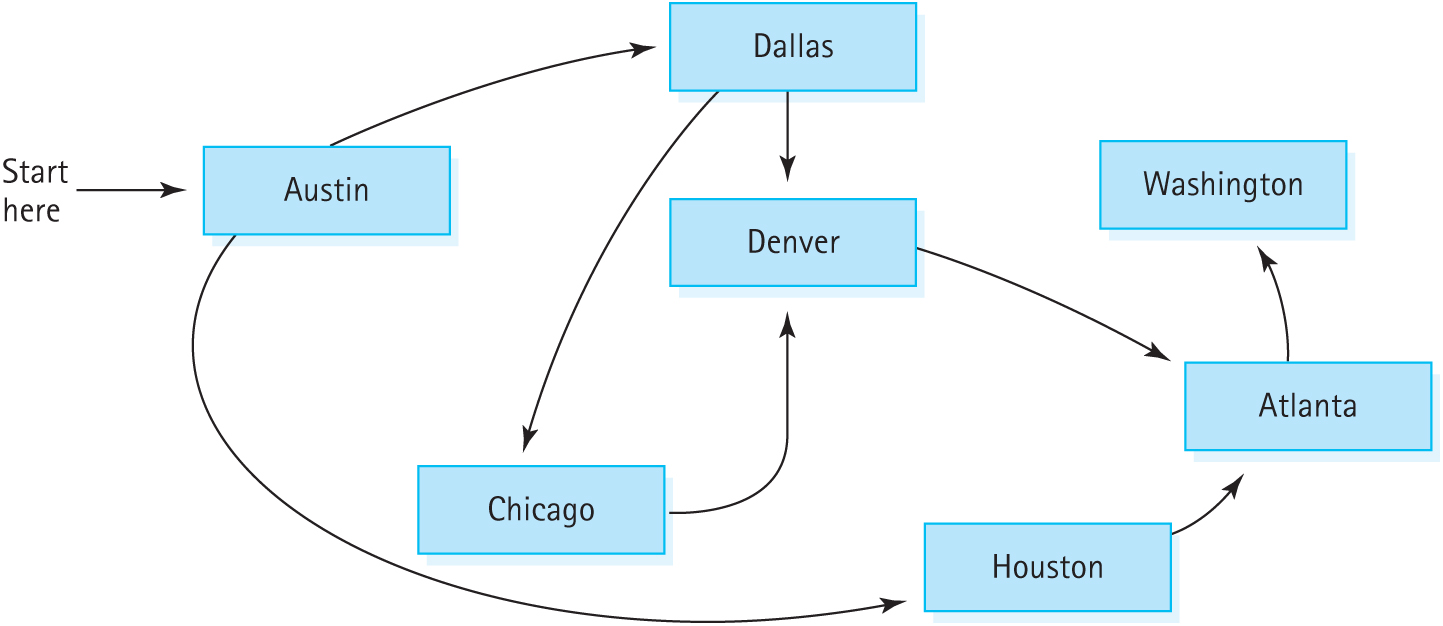 Dallas
Start
here
Austin
Washington
Denver
Atlanta
Chicago
Houston